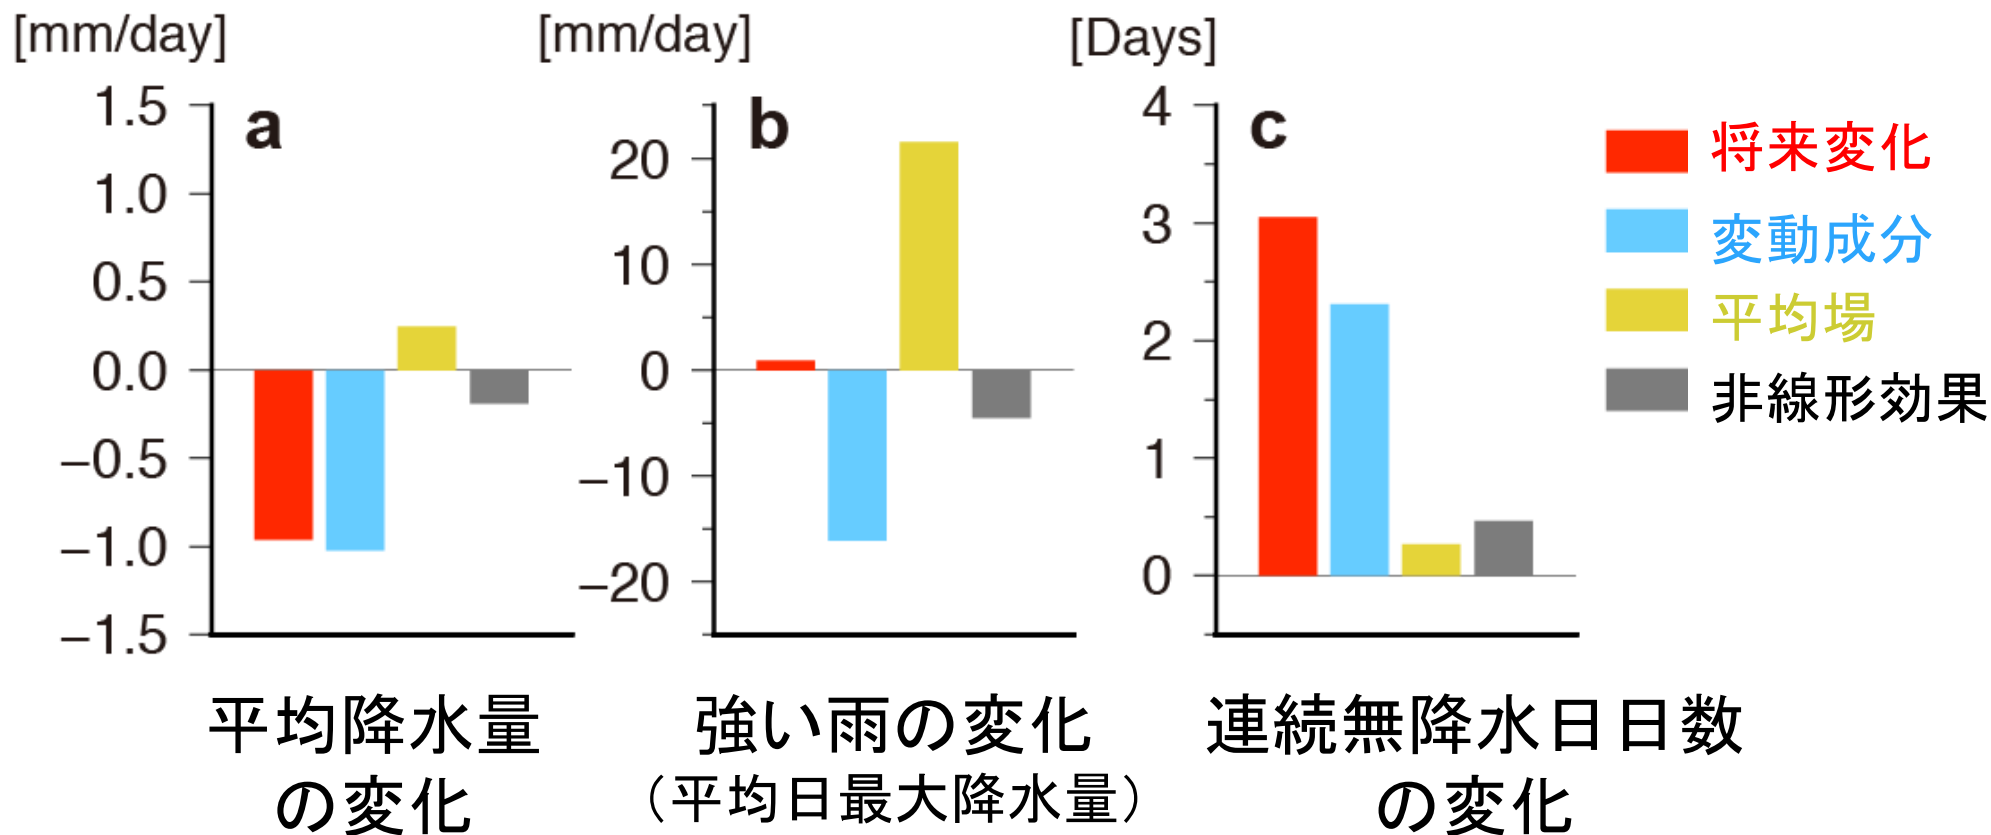 [mm/day]
1.5
1.0
0.5
0.0
−0.5
−1.0
−1.5
a
平均降水量
の変化
[mm/day]
20
10
0
−10
−20
b
強い雨の変化
（平均日最大降水量）
[Days]
4
3
2
1
0
c
連続無降水日日数
の変化
将来変化
変動成分
平均場
非線形効果